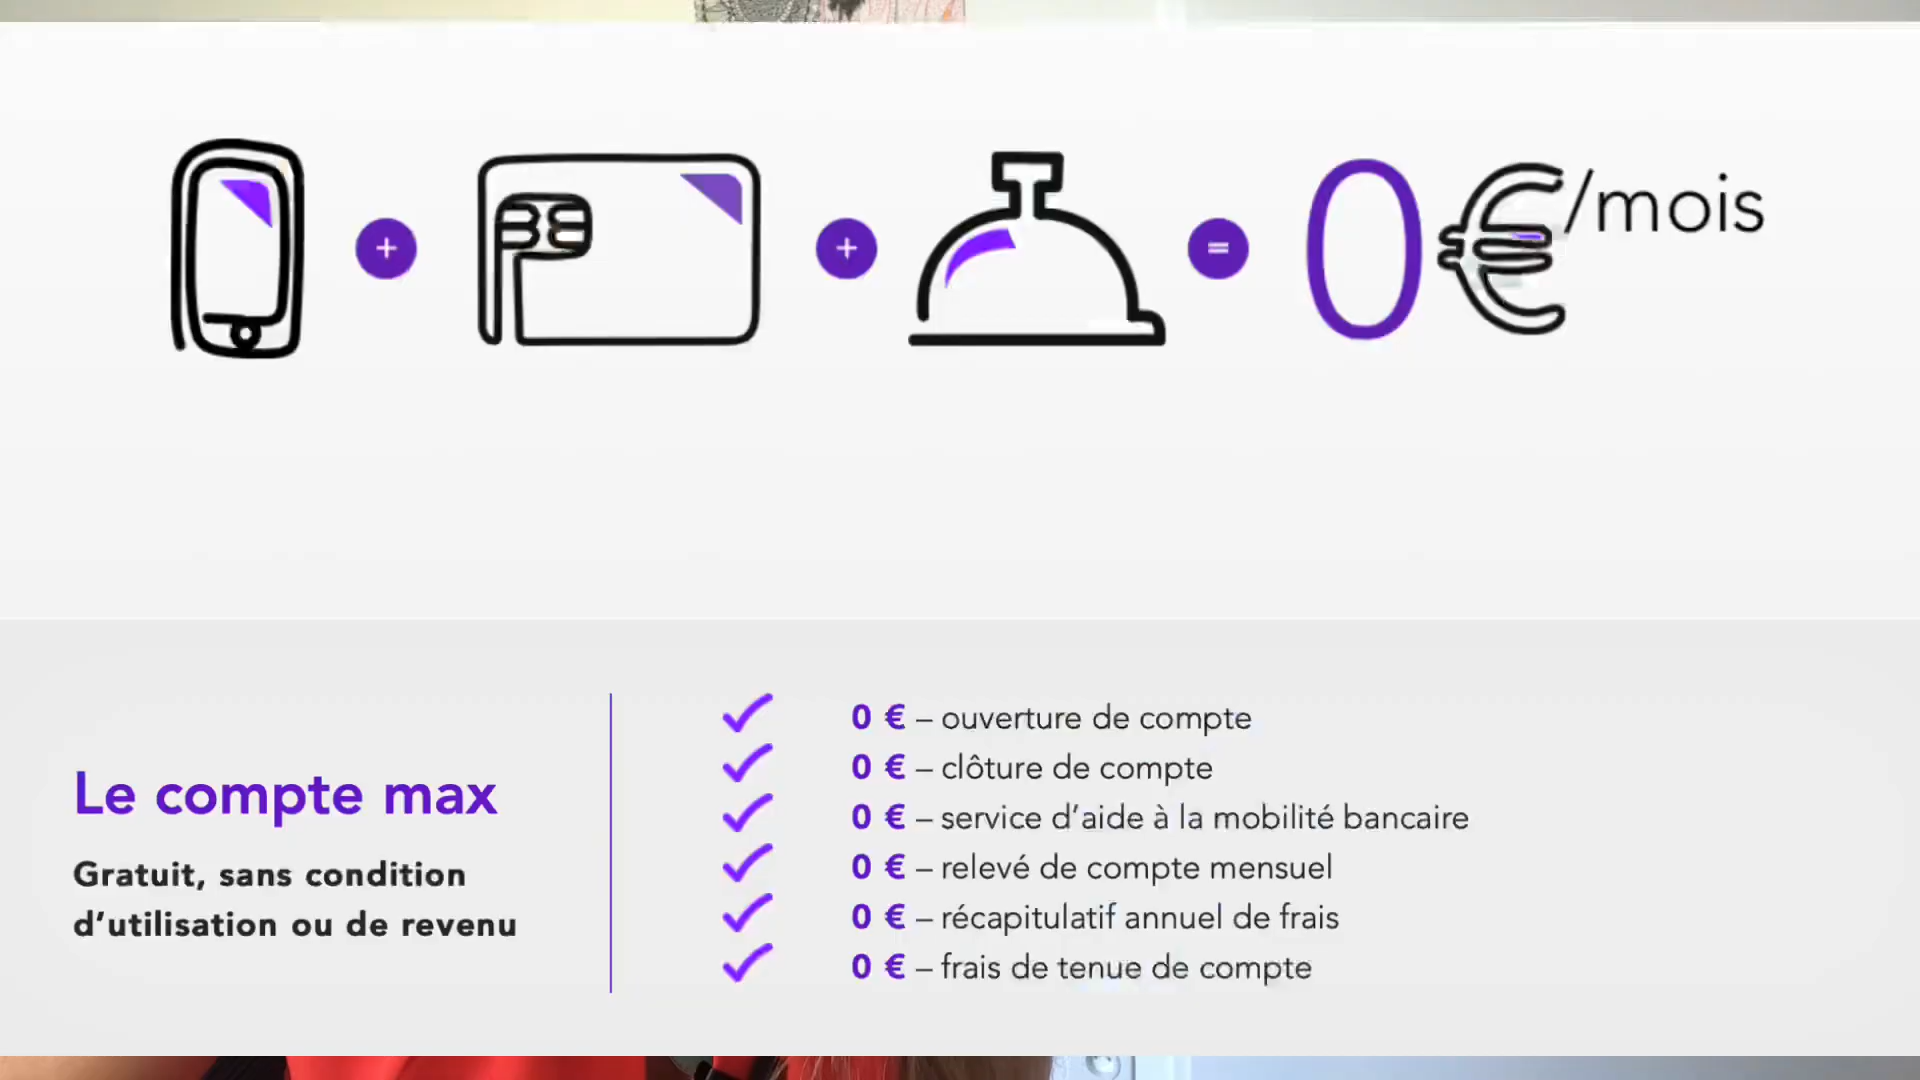 + + = 0€/mois
Le compte max
Gratuit, sans condition
d’utilisation ou de revenu
0 € – ouverture de compte
0 € – clôture de compte
0 € – service d’aide à la mobilité bancaire
0 € – relevé de compte mensuel
0 € – récapitulatif annuel de frais
0 € – frais de tenue de compte